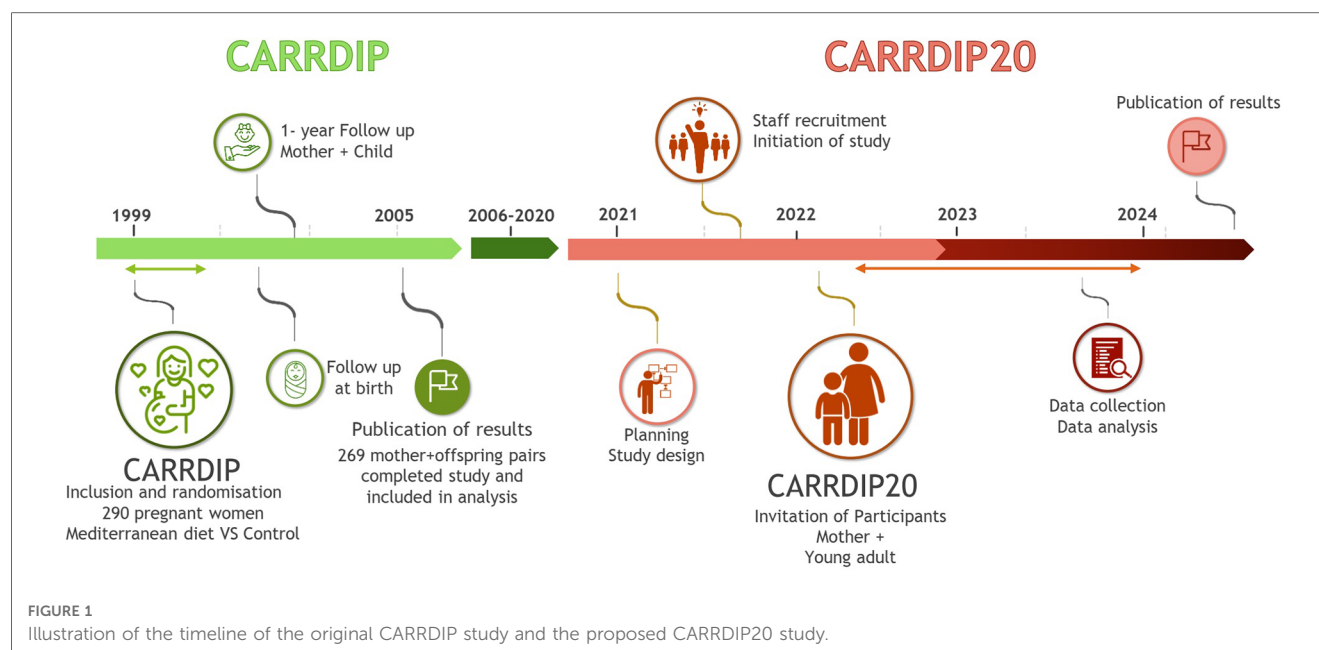 CARRDIP
CARRDIP20
1- year Follow up
Mother + Child
Staff recruitment
Initiation of study
Publication of results
1999
2005
2006-2020
2021
2022
2023
2024
Follow up
at birth
CARRDIP
Inclusion and randomisation
290 pregnant women
Mediterranean diet VS Control
Publication of results
269 mother+offspring pairs
completed study and
included in analysis
Planning
Study design
CARRDIP20
Invitation of Participants
Mother +
Young adult
Data collection
Data analysis
FIGURE 1
Illustration of the timeline of the original CARRDIP study and the proposed CARRDIP20 study.